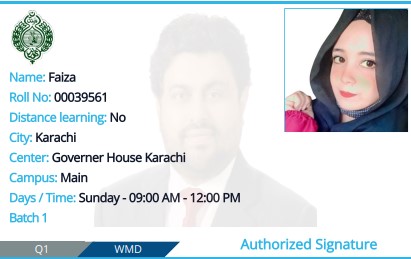 Name: Faiza
Roll No: 00039561
Distance learning: No
City: Karachi
Center: Governer House Karachi
Campus: Main
Days / Time: Sunday - 09:00 AM - 12:00 PM
Batch 1
Q1 WMD Authorized Signature